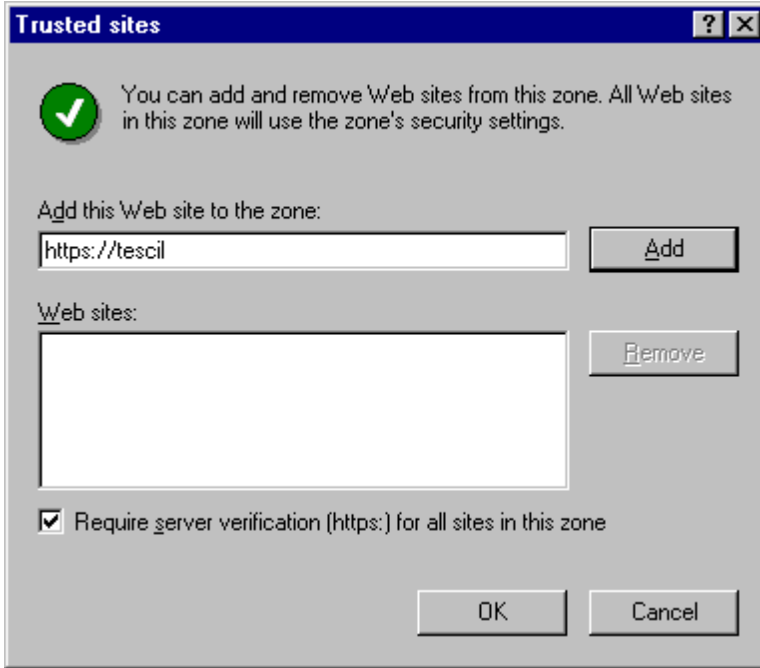 Trusted sites
You can add and remove Web sites from this zone. All Web sites
in this zone will use the zone's security settings.
Add this Web site to the zone:
https://tescil
Add
Web sites:
Remove
Require server verification (https:) for all sites in this zone
OK
Cancel